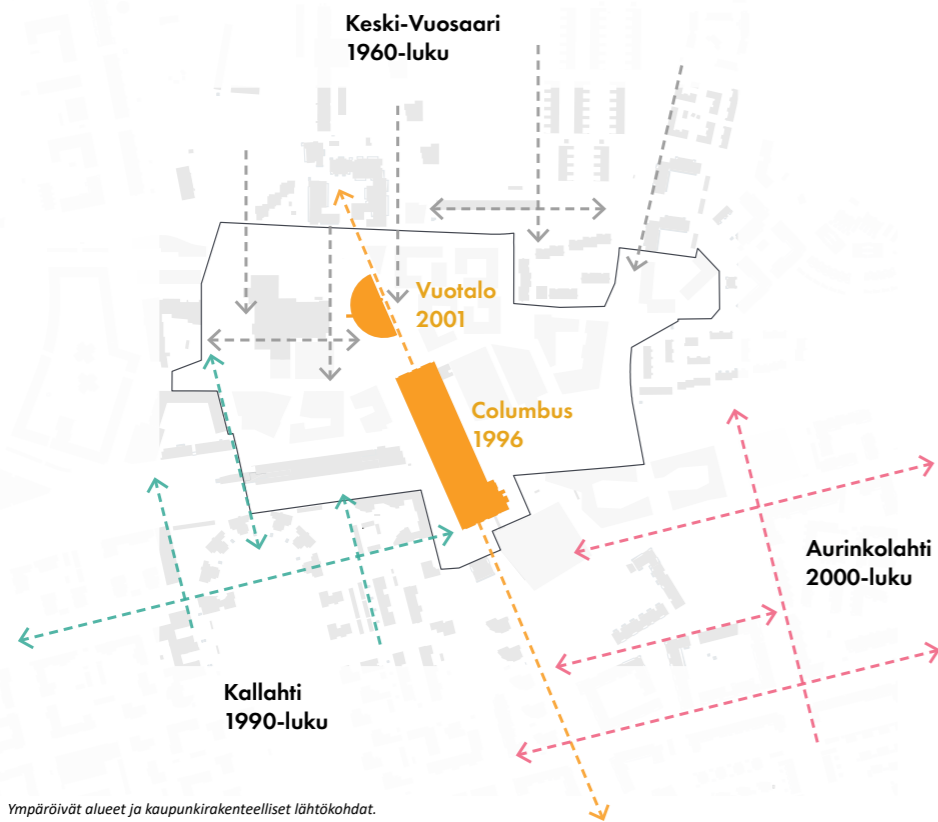 Keski-Vuosaari
1960-luku
Vuotalo
2001
Columbus
1996
Aurinkolahti
2000-luku
Kallahti
1990-luku
Ympäröivät alueet ja kaupunkirakenteelliset lähtökohdat.